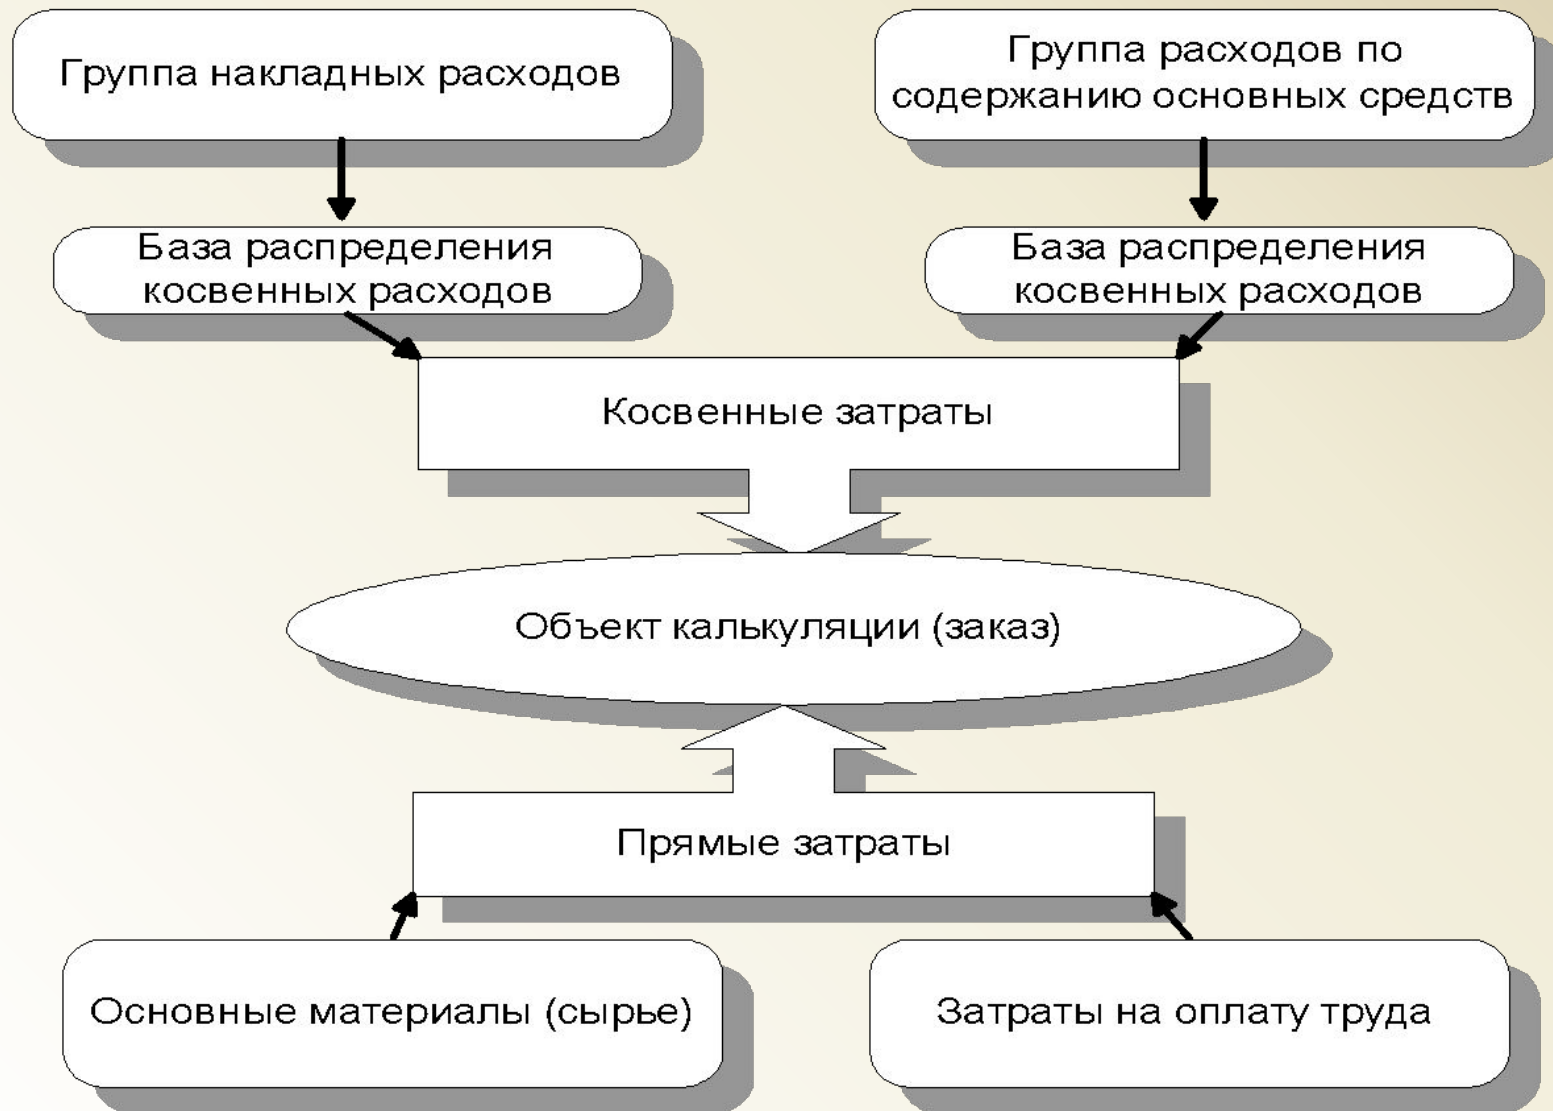 Группа накладных расходов
Группа расходов по
содержанию основных средств
База распределения
косвенных расходов
База распределения
косвенных расходов
Косвенные затраты
Объект калькуляции (заказ)
Прямые затраты
Основные материалы (сырье)
Затраты на оплату труда